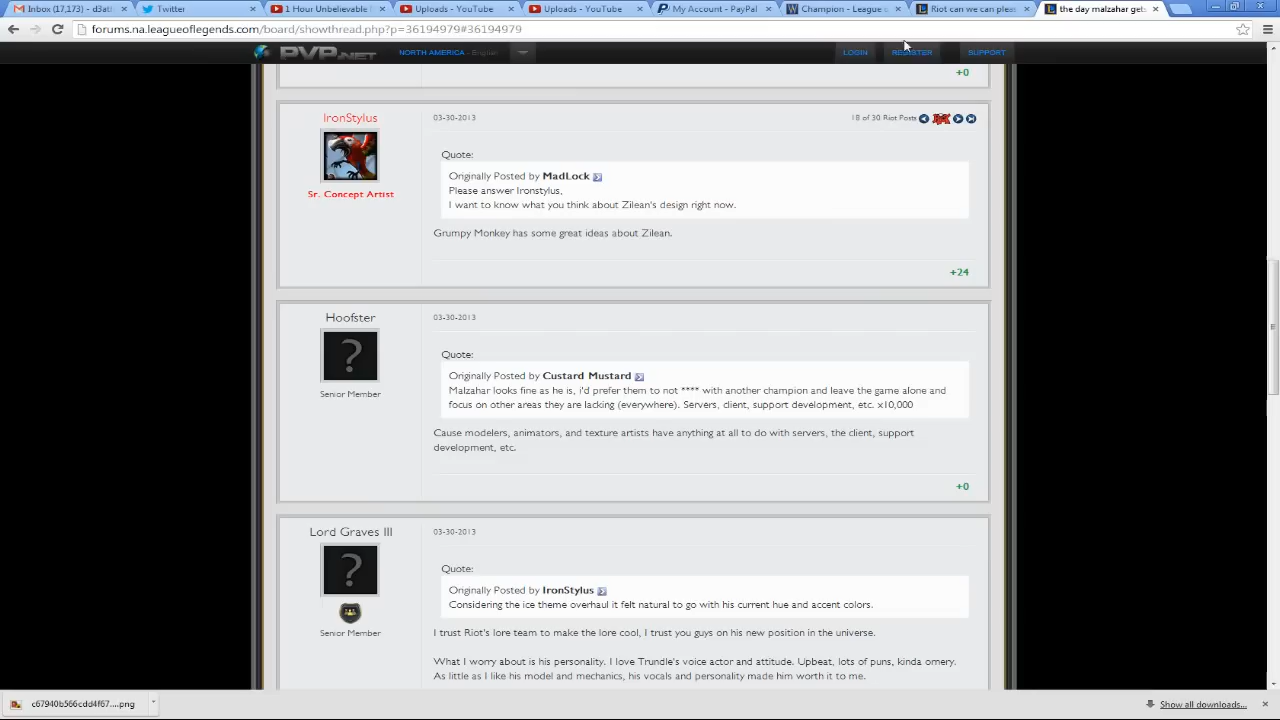 Inbox (17,173) - d3ath
Twitter
1 Hour Unbelievable
Uploads - YouTube
Uploads - YouTube
My Account - PayPal
Champion - League
Riot can we can pleas
the day malzahar gets
forums.na.leagueoflegends.com/board/showthread.php?p=36194979#36194979
PVP.NET
NORTH AMERICA - English
LOGIN
REGISTER
SUPPORT
+0
IronStylus
03-30-2013
18 of 30 Riot Posts
Quote:
Originally Posted by MadLock
Please answer Ironstylus,
I want to know what you think about Zilean's design right now.
Sr. Concept Artist
Grumpy Monkey has some great ideas about Zilean.
+24
Hoofster
03-30-2013
Quote:
Originally Posted by Custard Mustard
Malzahar looks fine as he is, i'd prefer them to not **** with another champion and leave the game alone and
focus on other areas they are lacking (everywhere). Servers, client, support development, etc. x10,000
Senior Member
Cause modelers, animators, and texture artists have anything at all to do with servers, the client, support
development, etc.
+0
Lord Graves III
03-30-2013
Quote:
Originally Posted by IronStylus
Considering the ice theme overhaul it felt natural to go with his current hue and accent colors.
Senior Member
I trust Riot's lore team to make the lore cool, I trust you guys on his new position in the universe.
What I worry about is his personality. I love Trundle's voice actor and attitude. Upbeat, lots of puns, kinda ornery.
As little as I like his model and mechanics, his vocals and personality made him worth it to me.
c67940b566cdd4f67....png
Show all downloads...